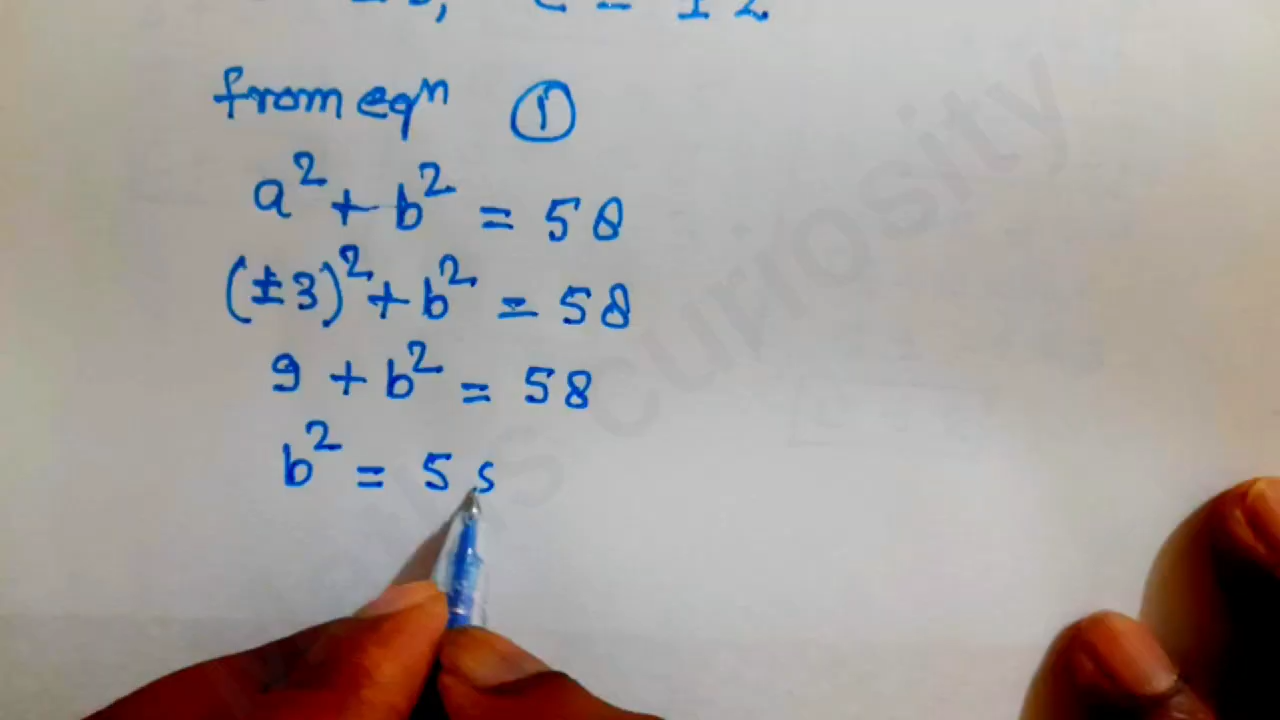 from eqⁿ ①
a² + b² = 58
(±3)² + b² = 58
9 + b² = 58
b² = 5